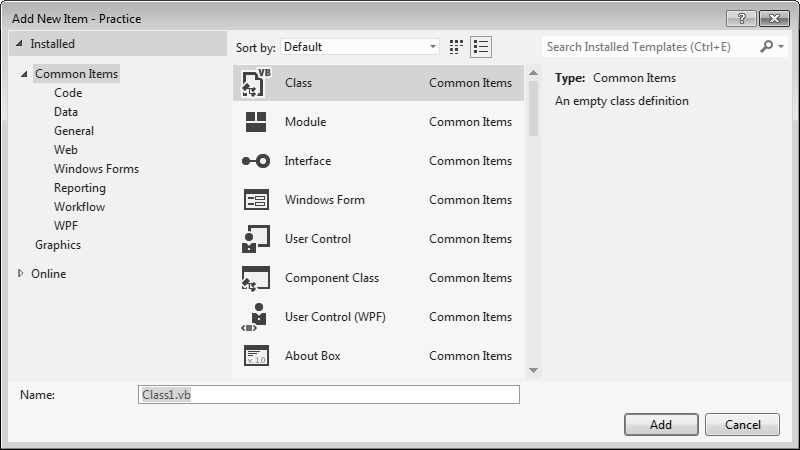 Add New Item - Practice
Installed
Sort by: Default
Search Installed Templates (Ctrl+E)
Common Items
Code
Data
General
Web
Windows Forms
Reporting
Workflow
WPF
Graphics
Online
VB
Class Common Items
Module Common Items
Interface Common Items
Windows Form Common Items
User Control Common Items
Component Class Common Items
User Control (WPF) Common Items
v. 1.0
About Box Common Items
Type: Common Items
An empty class definition
Name: Class1.vb
Add Cancel